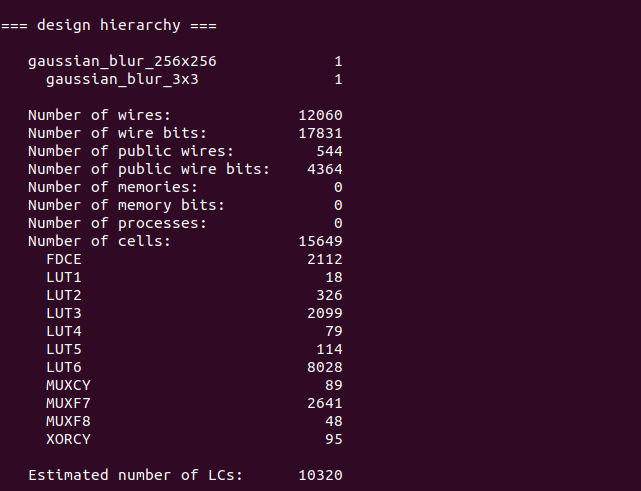 === design hierarchy ===
gaussian_blur_256x256 1
gaussian_blur_3x3 1
Number of wires: 12060
Number of wire bits: 17831
Number of public wires: 544
Number of public wire bits: 4364
Number of memories: 0
Number of memory bits: 0
Number of processes: 0
Number of cells: 15649
FDCE 2112
LUT1 18
LUT2 326
LUT3 2099
LUT4 79
LUT5 114
LUT6 8028
MUXCY 89
MUXF7 2641
MUXF8 48
XORCY 95
Estimated number of LCs: 10320